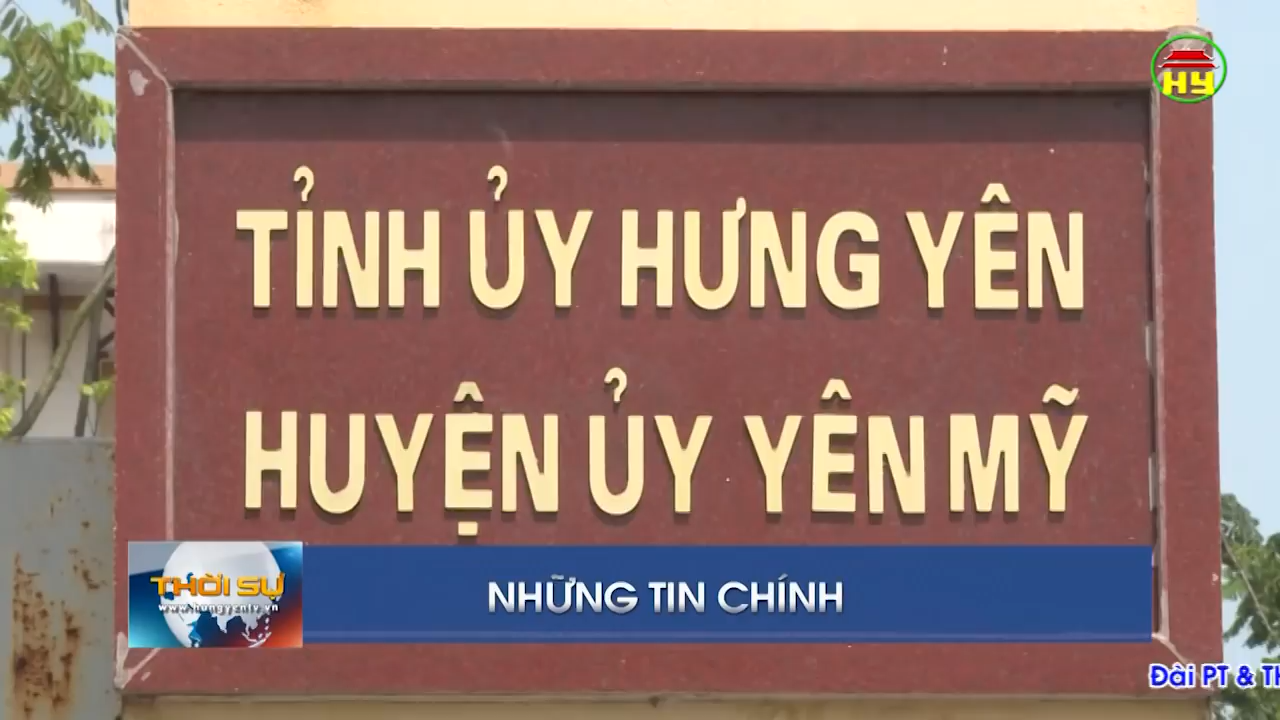 HY
TỈNH ỦY HƯNG YÊN
HUYỆN ỦY YÊN MỸ
THỜI SỰ
www.hungyentv.vn
NHỮNG TIN CHÍNH
Đài PT & TH